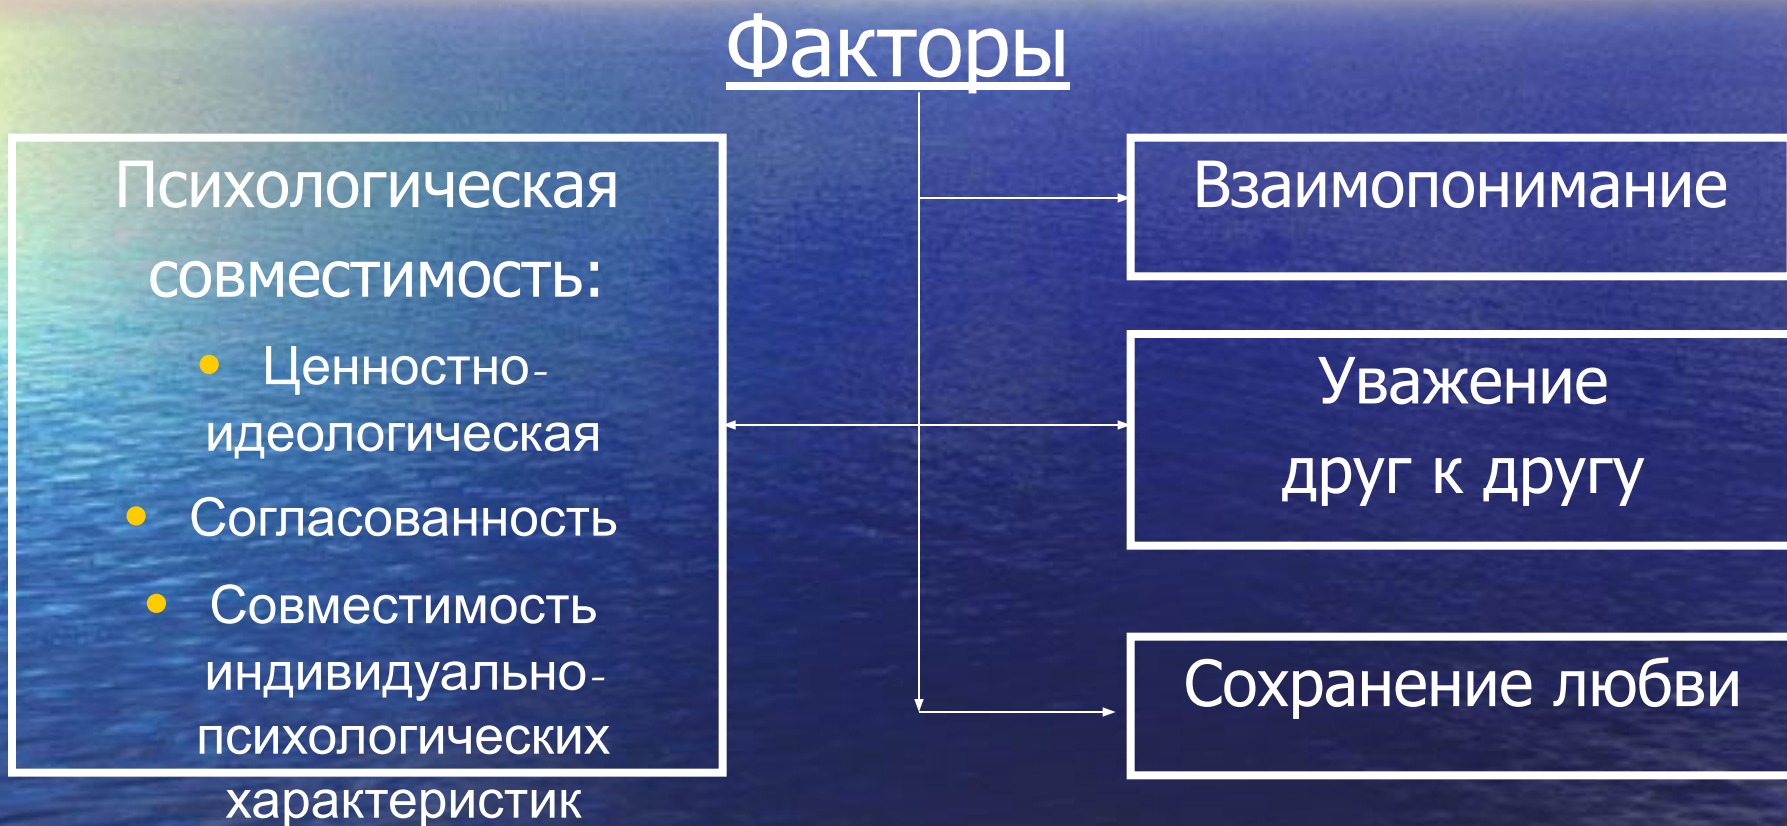 Факторы
Психологическая
совместимость:
• Ценностно-
идеологическая
• Согласованность
• Совместимость
индивидуально-
психологических
характеристик
Взаимопонимание
Уважение
друг к другу
Сохранение любви